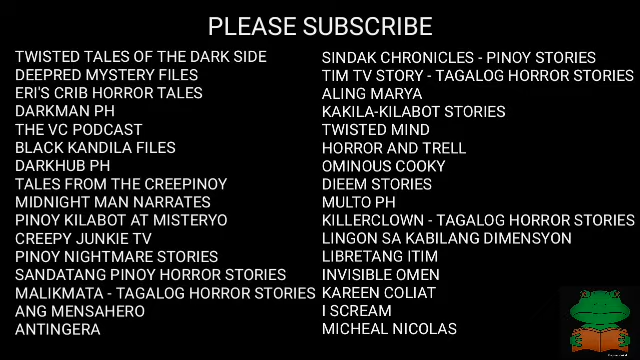 PLEASE SUBSCRIBE
TWISTED TALES OF THE DARK SIDE
DEEPRED MYSTERY FILES
ERI'S CRIB HORROR TALES
DARKMAN PH
THE VC PODCAST
BLACK KANDILA FILES
DARKHUB PH
TALES FROM THE CREEPINOY
MIDNIGHT MAN NARRATES
PINOY KILABOT AT MISTERYO
CREEPY JUNKIE TV
PINOY NIGHTMARE STORIES
SANDATANG PINOY HORROR STORIES
MALIKMATA - TAGALOG HORROR STORIES
ANG MENSAHERO
ANTINGERA
SINDAK CHRONICLES - PINOY STORIES
TIM TV STORY - TAGALOG HORROR STORIES
ALING MARYA
KAKILA-KILABOT STORIES
TWISTED MIND
HORROR AND TRELL
OMINOUS COOKY
DIEEM STORIES
MULTO PH
KILLERCLOWN - TAGALOG HORROR STORIES
LINGON SA KABILANG DIMENSYON
LIBRETANG ITIM
INVISIBLE OMEN
KAREEN COLIAT
I SCREAM
MICHEAL NICOLAS